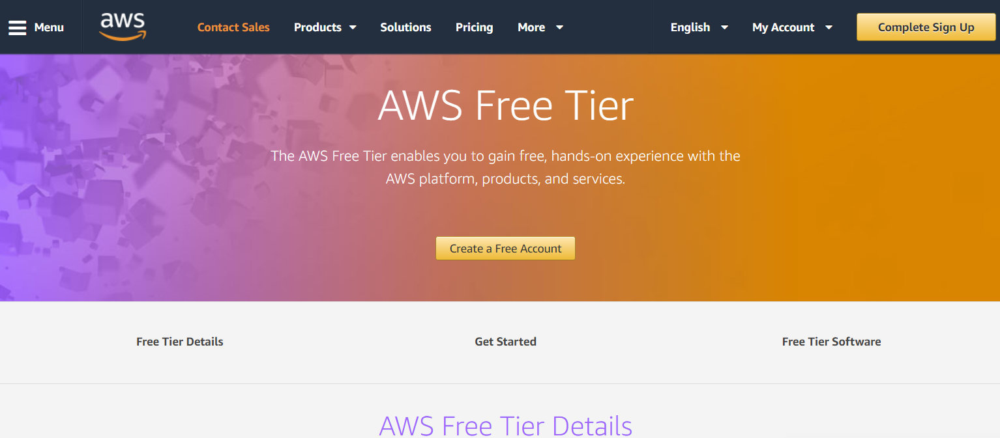 Menu
aws
Contact Sales
Products
Solutions
Pricing
More
English
My Account
Complete Sign Up
AWS Free Tier
The AWS Free Tier enables you to gain free, hands-on experience with the
AWS platform, products, and services.
Create a Free Account
Free Tier Details
Get Started
Free Tier Software
AWS Free Tier Details